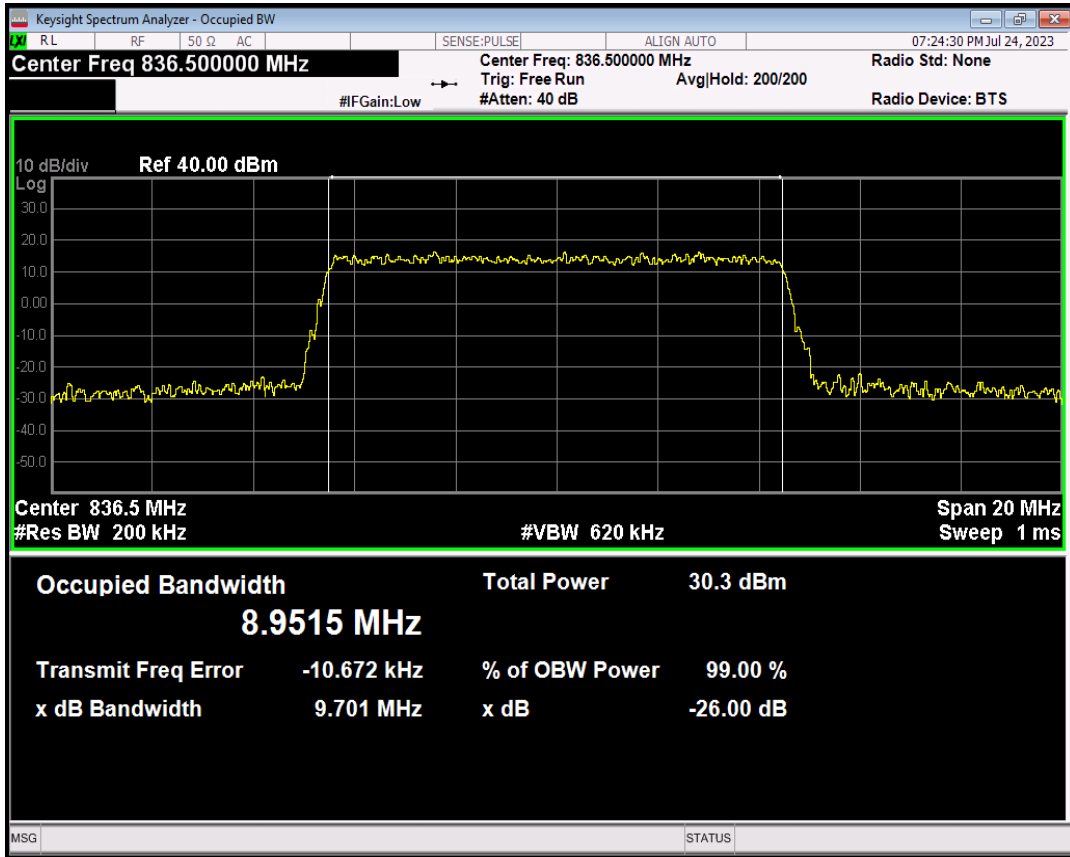 Keysight Spectrum Analyzer - Occupied BW
LXI RL RF 50 Ω AC SENSE:PULSE ALIGN AUTO 07:24:30 PM Jul 24, 2023
Center Freq 836.500000 MHz Center Freq: 836.500000 MHz Radio Std: None
Trig: Free Run Avg|Hold: 200/200
#IFGain:Low #Atten: 40 dB Radio Device: BTS
10 dB/div Ref 40.00 dBm
Log
30.0
20.0
10.0
0.00
-10.0
-20.0
-30.0
-40.0
-50.0
Center 836.5 MHz Span 20 MHz
#Res BW 200 kHz #VBW 620 kHz Sweep 1 ms
Occupied Bandwidth Total Power 30.3 dBm
8.9515 MHz
Transmit Freq Error -10.672 kHz % of OBW Power 99.00 %
x dB Bandwidth 9.701 MHz x dB -26.00 dB
MSG STATUS